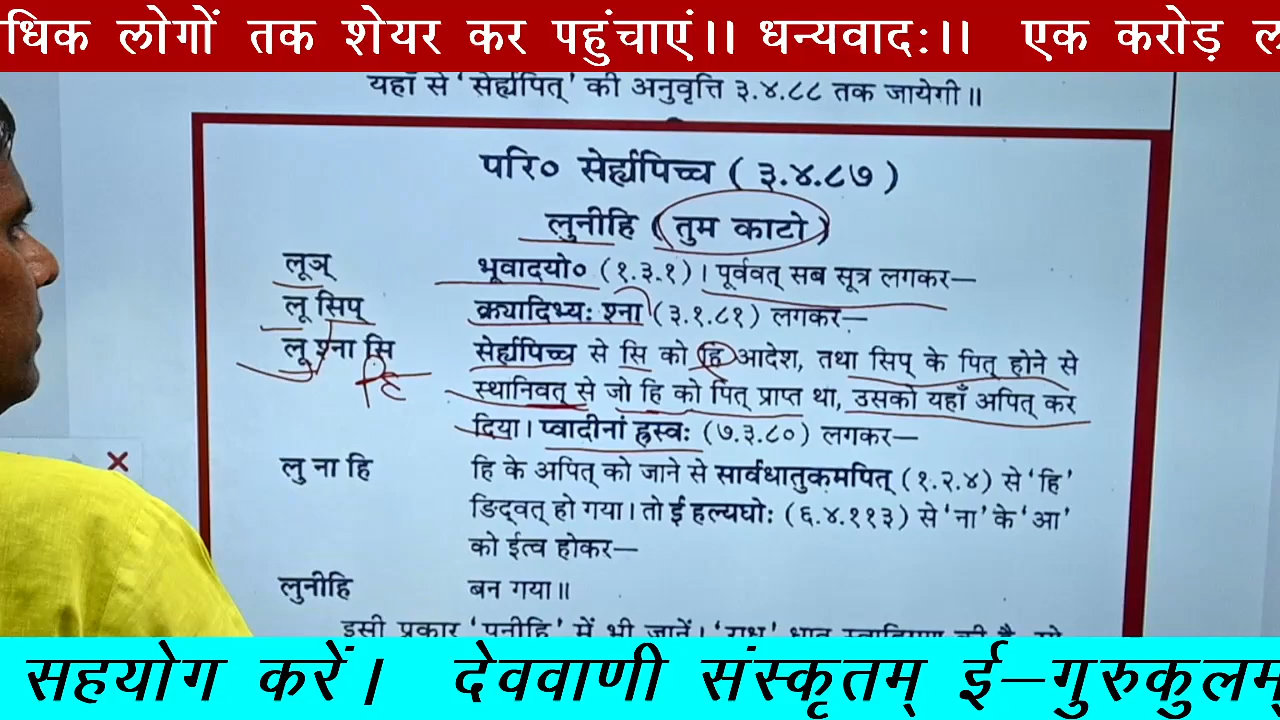 धिक लोगों तक शेयर कर पहुंचाएं।। धन्यवादः।। एक करोड़
यहाँ से 'सेर्ह्यपित्' की अनुवृत्ति ३.४.८८ तक जायेगी॥
परि० सेर्ह्यपिच्च (३.४.८७)
लुनीहि (तुम काटो)
लूञ् भूवादयो० (१.३.१)। पूर्ववत् सब सूत्र लगकर—
लू सिप् क्र्यादिभ्यः श्ना (३.१.८१) लगकर—
लू श्ना सि सेर्ह्यपिच्च से सि को हि आदेश, तथा सिप् के पित् होने से
हि स्थानिवत् से जो हि को पित् प्राप्त था, उसको यहाँ अपित् कर
दिया। प्वादीनां ह्रस्वः (७.३.८०) लगकर—
लु ना हि हि के अपित् को जाने से सार्वधातुकमपित् (१.२.४) से 'हि'
ङिद्वत् हो गया। तो ई हल्यघोः (६.४.११३) से 'ना' के 'आ'
को ईत्व होकर—
लुनीहि बन गया॥
इसी प्रकार 'पुनीहि' में भी जानें।
सहयोग करें। देववाणी संस्कृतम् ई-गुरुकुलम्